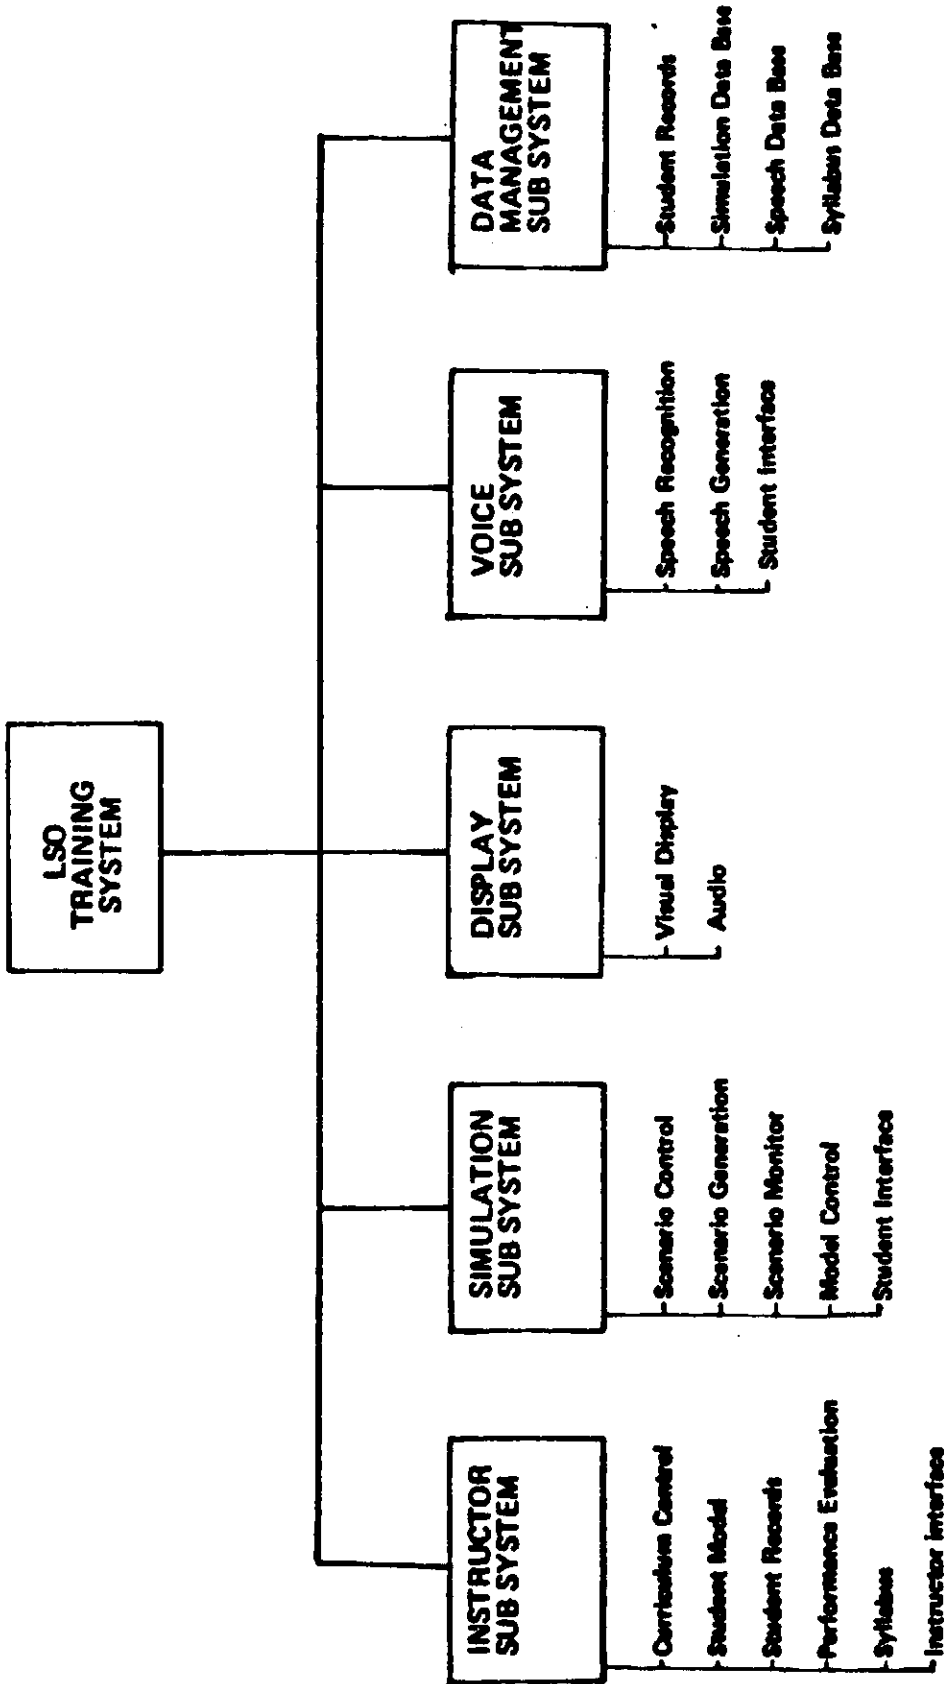 LSO
TRAINING
SYSTEM
INSTRUCTOR
SUB SYSTEM
Curriculum Control
Student Model
Student Records
Performance Evaluation
Syllabus
Instructor interface
SIMULATION
SUB SYSTEM
Scenario Control
Scenario Generation
Scenario Monitor
Model Control
Student Interface
DISPLAY
SUB SYSTEM
Visual Display
Audio
VOICE
SUB SYSTEM
Speech Recognition
Speech Generation
Student interface
DATA
MANAGEMENT
SUB SYSTEM
Student Records
Simulation Data Base
Speech Data Base
Syllabus Data Base